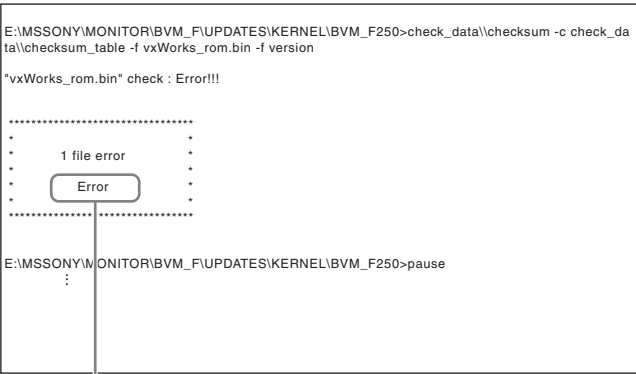 E:\MSSONY\MONITOR\BVM_F\UPDATES\KERNEL\BVM_F250>check_data\\checksum -c check_da
ta\\checksum_table -f vxWorks_rom.bin -f version
"vxWorks_rom.bin" check : Error!!!
*********************************
* *
* 1 file error *
* *
* Error *
* *
*********************************
E:\MSSONY\MONITOR\BVM_F\UPDATES\KERNEL\BVM_F250>pause
⋮